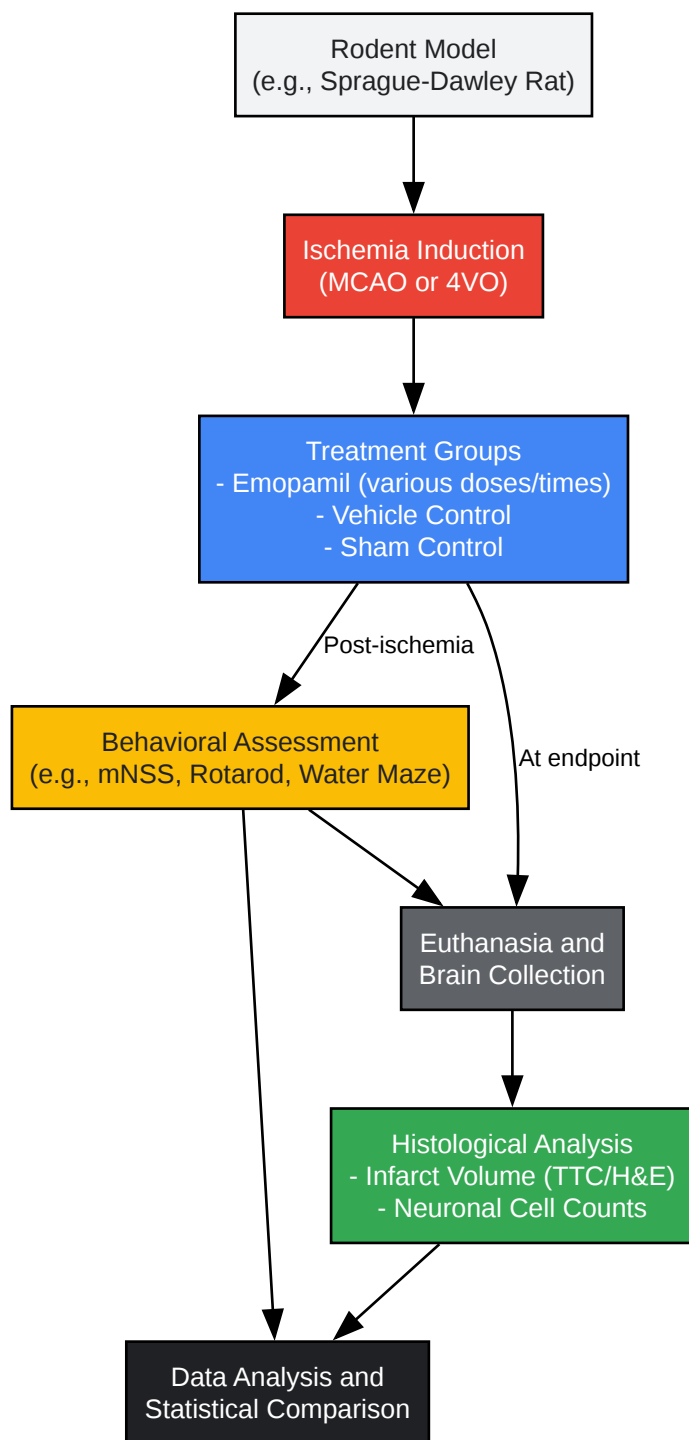 Rodent Model
(e.g., Sprague-Dawley Rat)
Ischemia Induction
(MCAO or 4VO)
Treatment Groups
- Emopamil (various doses/times)
- Vehicle Control
- Sham Control
Post-ischemia
Behavioral Assessment
(e.g., mNSS, Rotarod, Water Maze)
At endpoint
Euthanasia and
Brain Collection
Histological Analysis
- Infarct Volume (TTC/H&E)
- Neuronal Cell Counts
Data Analysis and
Statistical Comparison